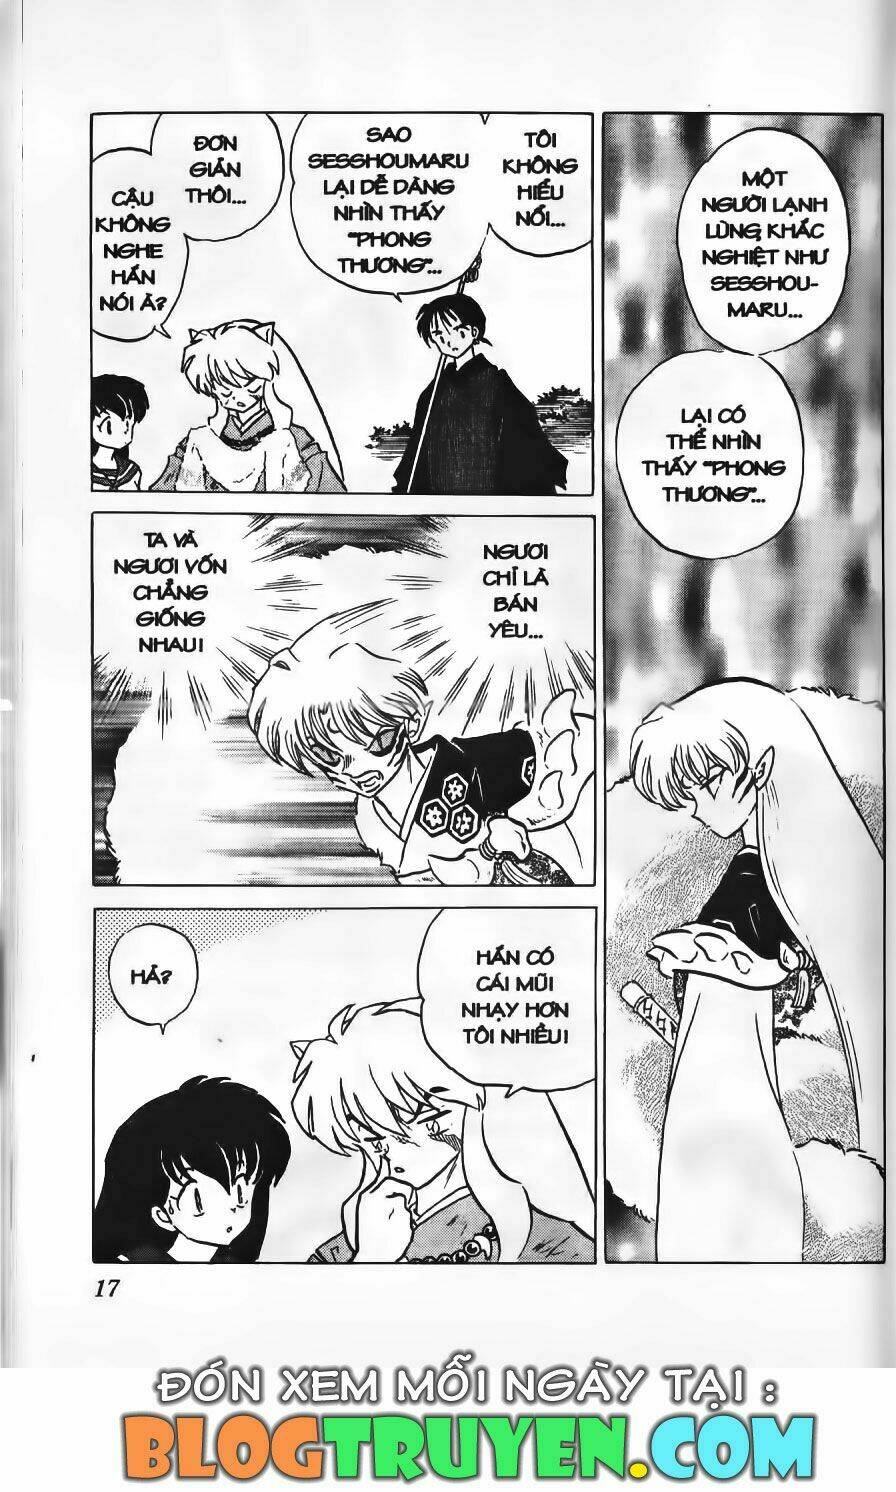 MỘT
NGƯỜI LẠNH
LÙNG, KHẮC
NGHIỆT NHƯ
SESSHOU-
MARU...
LẠI CÓ
THỂ NHÌN
THẤY "PHONG
THƯƠNG"...
TÔI
KHÔNG
HIỂU
NỔI...
SAO
SESSHOUMARU
LẠI DỄ DÀNG
NHÌN THẤY
"PHONG
THƯƠNG"...
ĐƠN
GIẢN
THÔI...
CẬU
KHÔNG
NGHE
HẮN
NÓI À?
NGƯƠI
CHỈ LÀ
BÁN
YÊU...
TA VÀ
NGƯƠI VỐN
CHẲNG
GIỐNG
NHAU!
HẮN CÓ
CÁI MŨI
NHẠY HƠN
TÔI NHIỀU!
HẢ?
17
ĐÓN XEM MỖI NGÀY TẠI :
BLOGTRUYEN.COM